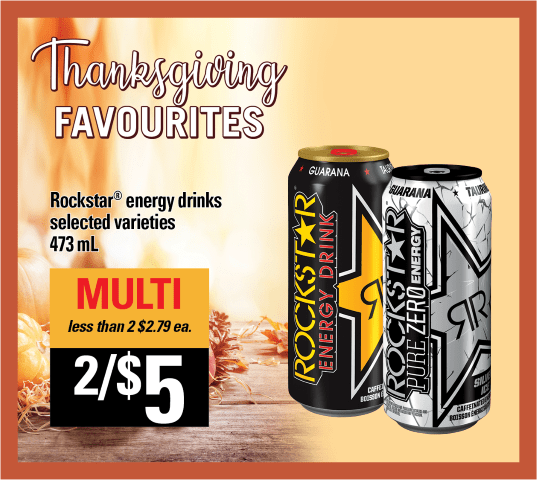 Thanksgiving
FAVOURITES
Rockstar® energy drinks
selected varieties
473 mL
MULTI
less than 2 $2.79 ea.
2/$5
GUARANA
ROCKSTAR
ENERGY DRINK
GUARANA
ROCKSTAR
PURE ZERO ENERGY